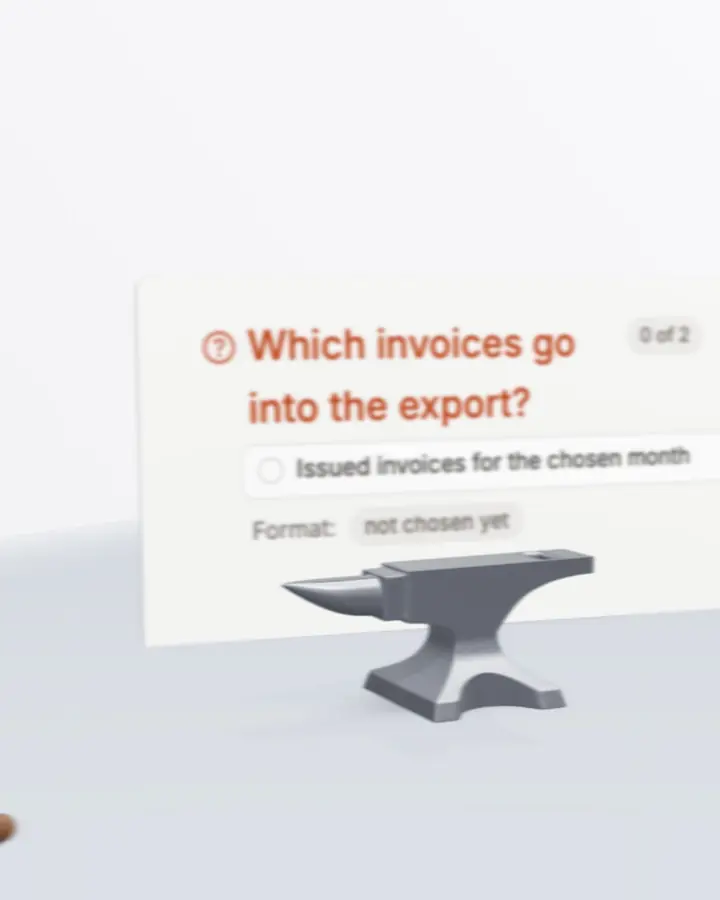 Which invoices go
into the export?
0 of 2
Issued invoices for the chosen month
Format: not chosen yet